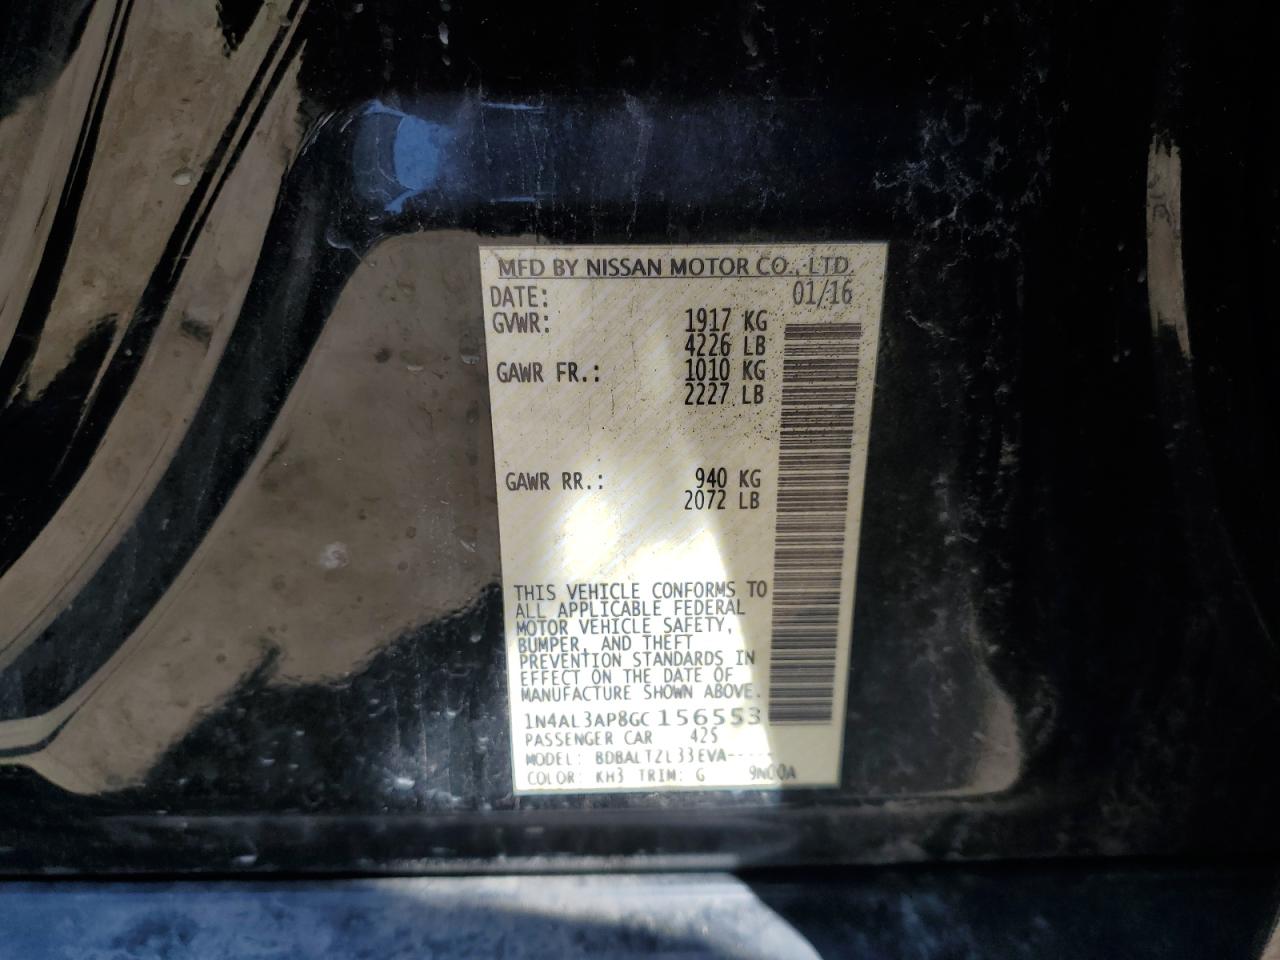 MFD BY NISSAN MOTOR CO., LTD.
DATE: 01/16
GVWR: 1917 KG
4226 LB
GAWR FR.: 1010 KG
2227 LB
GAWR RR.: 940 KG
2072 LB
THIS VEHICLE CONFORMS TO
ALL APPLICABLE FEDERAL
MOTOR VEHICLE SAFETY,
BUMPER, AND THEFT
PREVENTION STANDARDS IN
EFFECT ON THE DATE OF
MANUFACTURE SHOWN ABOVE.
1N4AL3AP8GC156553
PASSENGER CAR 42S
MODEL: BDBALTZL33EVA-----
COLOR: KH3 TRIM: G 9N00A